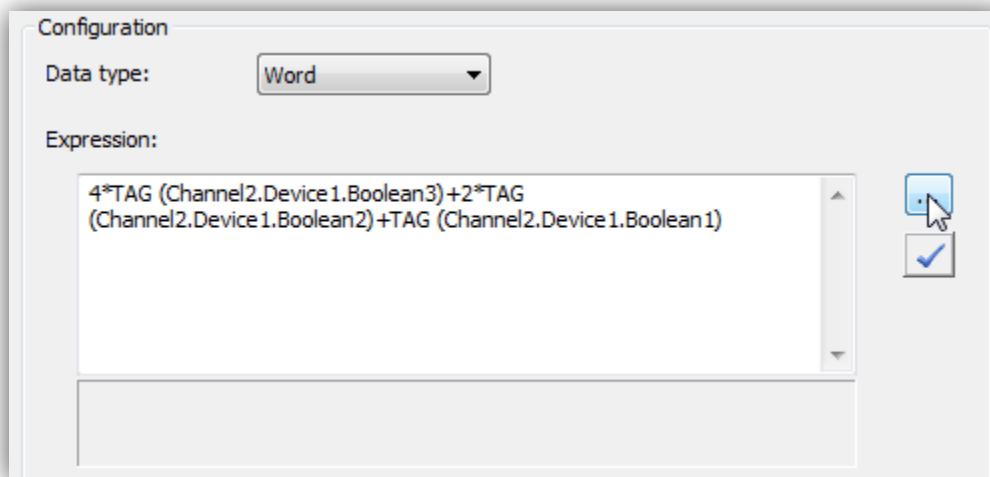 Configuration
Data type:
Word
Expression:
4*TAG (Channel2.Device1.Boolean3)+2*TAG
(Channel2.Device1.Boolean2)+TAG (Channel2.Device1.Boolean1)
...